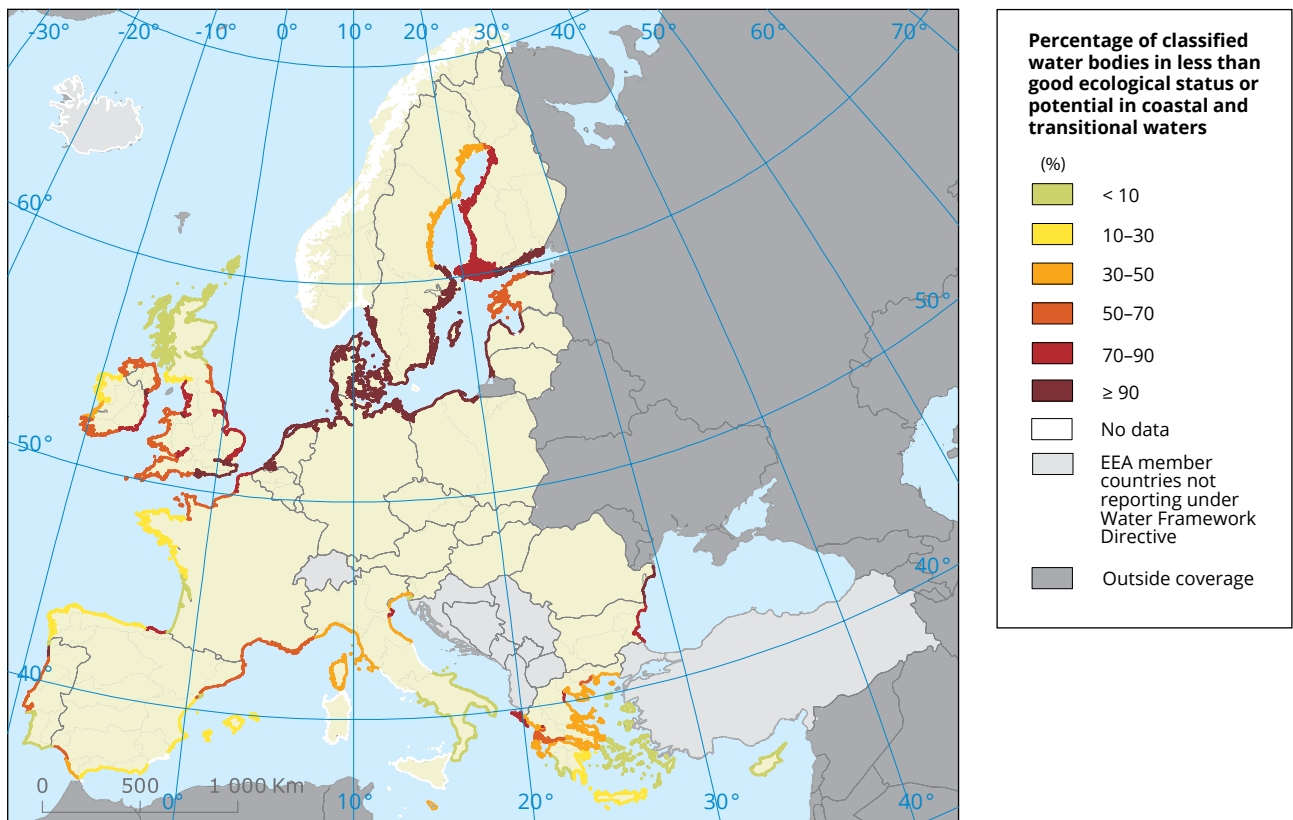 -30°
-20°
-10°
0°
10°
20°
30°
40°
60°
70°
60°
50°
50°
40°
40°
0
500
1 000 Km
0°
10°
20°
30°
40°
Percentage of classified
water bodies in less than
good ecological status or
potential in coastal and
transitional waters
(%)
< 10
10–30
30–50
50–70
70–90
≥ 90
No data
EEA member
countries not
reporting under
Water Framework
Directive
Outside coverage